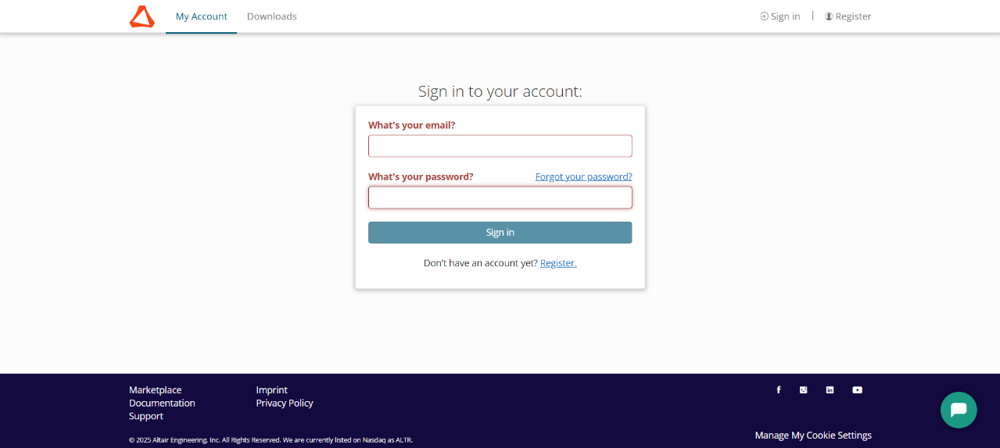 My Account Downloads Sign in | Register
Sign in to your account:
What's your email?
What's your password? Forgot your password?
Sign in
Don't have an account yet? Register.
Marketplace Imprint
Documentation Privacy Policy
Support
© 2025 Altair Engineering, Inc. All Rights Reserved. We are currently listed on Nasdaq as ALTR.
Manage My Cookie Settings